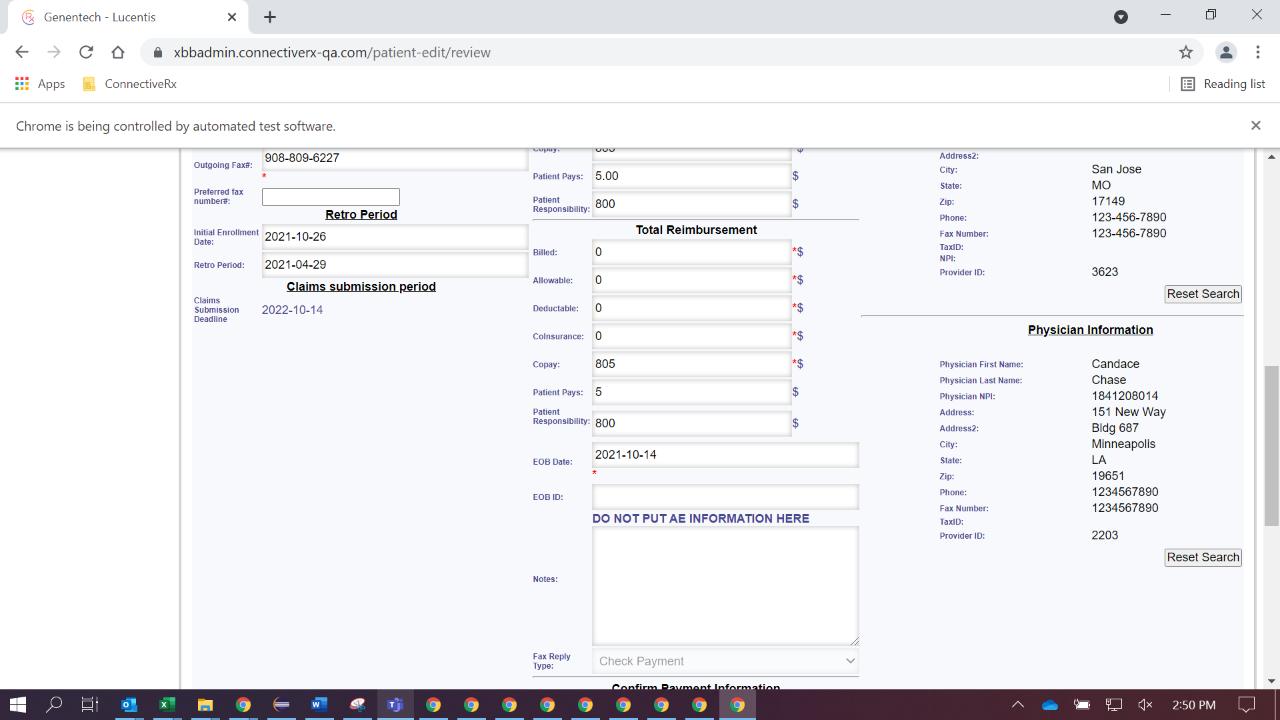 Genentech - Lucentis
xbbadmin.connectiverx-qa.com/patient-edit/review
Apps
ConnectiveRx
Reading list
Chrome is being controlled by automated test software.
Outgoing Fax#:
908-809-6227
*
Preferred fax
number#:
Retro Period
Initial Enrollment
Date:
2021-10-26
Retro Period:
2021-04-29
Claims submission period
Claims
Submission
Deadline
2022-10-14
Copay:
$
Patient Pays:
5.00
$
Patient
Responsibility:
800
$
Total Reimbursement
Billed:
0
*$
Allowable:
0
*$
Deductable:
0
*$
CoInsurance:
0
*$
Copay:
805
*$
Patient Pays:
5
$
Patient
Responsibility:
800
$
EOB Date:
2021-10-14
*
EOB ID:
DO NOT PUT AE INFORMATION HERE
Notes:
Fax Reply
Type:
Check Payment
Confirm Payment Information
Address2:
City:
San Jose
State:
MO
Zip:
17149
Phone:
123-456-7890
Fax Number:
123-456-7890
TaxID:
NPI:
Provider ID:
3623
Reset Search
Physician Information
Physician First Name:
Candace
Physician Last Name:
Chase
Physician NPI:
1841208014
Address:
151 New Way
Address2:
Bldg 687
City:
Minneapolis
State:
LA
Zip:
19651
Phone:
1234567890
Fax Number:
1234567890
TaxID:
Provider ID:
2203
Reset Search
2:50 PM